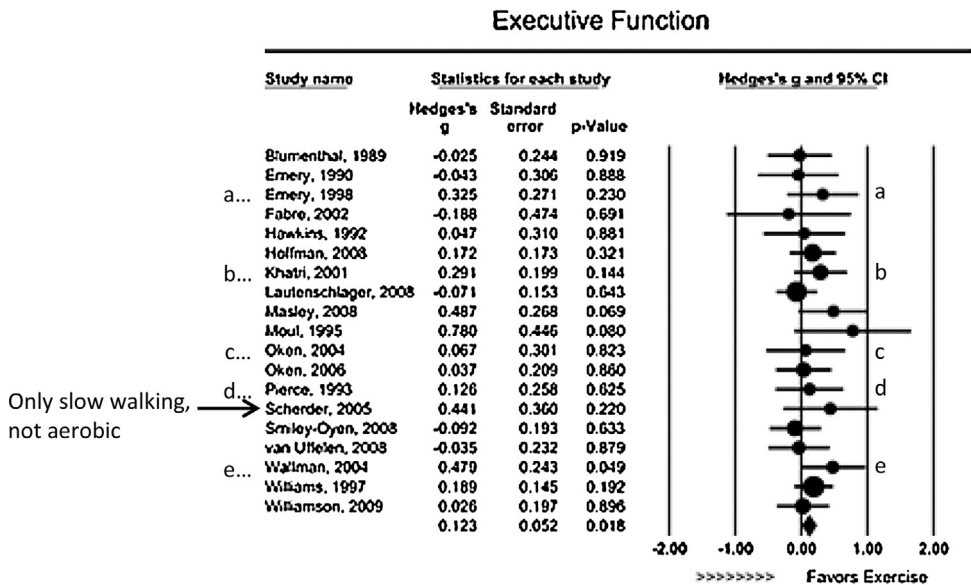 Executive Function
Study name Statistics for each study Hedges's g and 95% CI
Hedges's g Standard error p-Value
Blumenthal, 1989 -0.025 0.244 0.919
Emery, 1990 -0.043 0.306 0.888
a... Emery, 1998 0.325 0.271 0.230 a
Fabre, 2002 -0.188 0.474 0.691
Hawkins, 1992 0.047 0.310 0.881
Hoffman, 2008 0.172 0.173 0.321
b... Khatri, 2001 0.291 0.199 0.144 b
Lautenschlager, 2008 -0.071 0.153 0.643
Masley, 2008 0.487 0.268 0.069
Moul, 1995 0.780 0.446 0.080
c... Oken, 2004 0.067 0.301 0.823 c
Oken, 2006 0.037 0.209 0.860
d... Pierce, 1993 0.126 0.258 0.625 d
Only slow walking, not aerobic
Scherder, 2005 0.441 0.360 0.220
Smiley-Oyen, 2008 -0.092 0.193 0.633
van Uffelen, 2008 -0.035 0.232 0.879
e... Wallman, 2004 0.479 0.243 0.049 e
Williams, 1997 0.189 0.145 0.192
Williamson, 2009 0.026 0.197 0.896
0.123 0.052 0.018
-2.00 -1.00 0.00 1.00 2.00
>>>>>>>> Favors Exercise